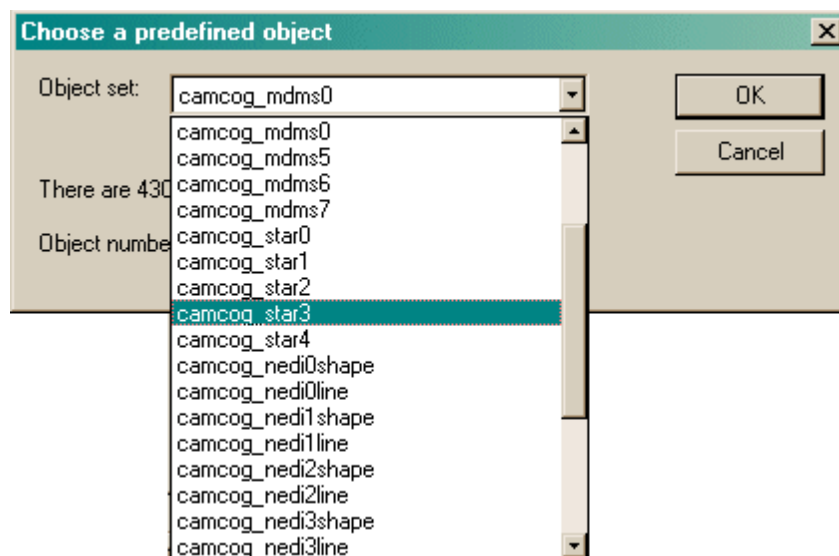 Choose a predefined object
Object set:
camcog_mdms0
OK
Cancel
camcog_mdms0
camcog_mdms5
camcog_mdms6
There are 430
camcog_mdms7
Object numbe
camcog_star0
camcog_star1
camcog_star2
camcog_star3
camcog_star4
camcog_nedi0shape
camcog_nedi0line
camcog_nedi1shape
camcog_nedi1line
camcog_nedi2shape
camcog_nedi2line
camcog_nedi3shape
camcog_nedi3line